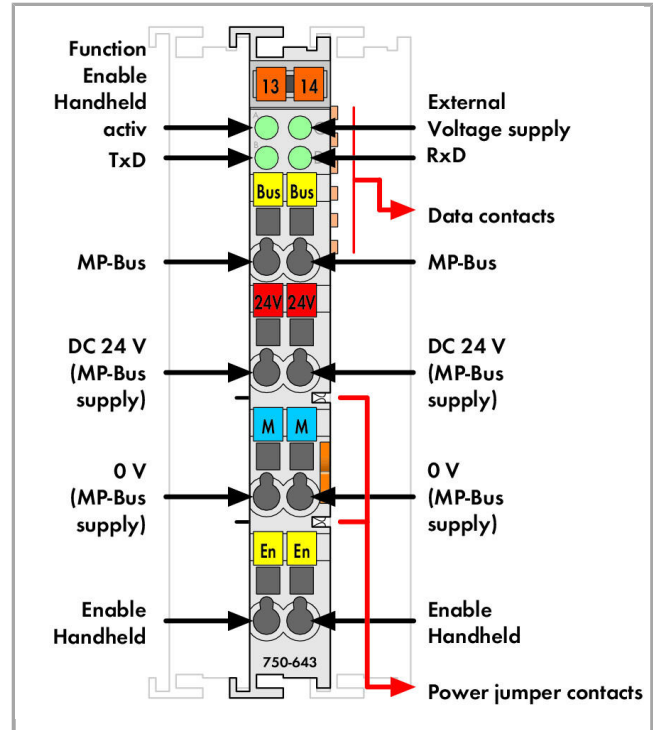 Function
Enable
Handheld
activ
TxD
MP-Bus
DC 24 V
(MP-Bus
supply)
0 V
(MP-Bus
supply)
Enable
Handheld
13 14
A
B
Bus Bus
24V 24V
M M
En En
750-643
External
Voltage supply
RxD
Data contacts
MP-Bus
DC 24 V
(MP-Bus
supply)
0 V
(MP-Bus
supply)
Enable
Handheld
Power jumper contacts